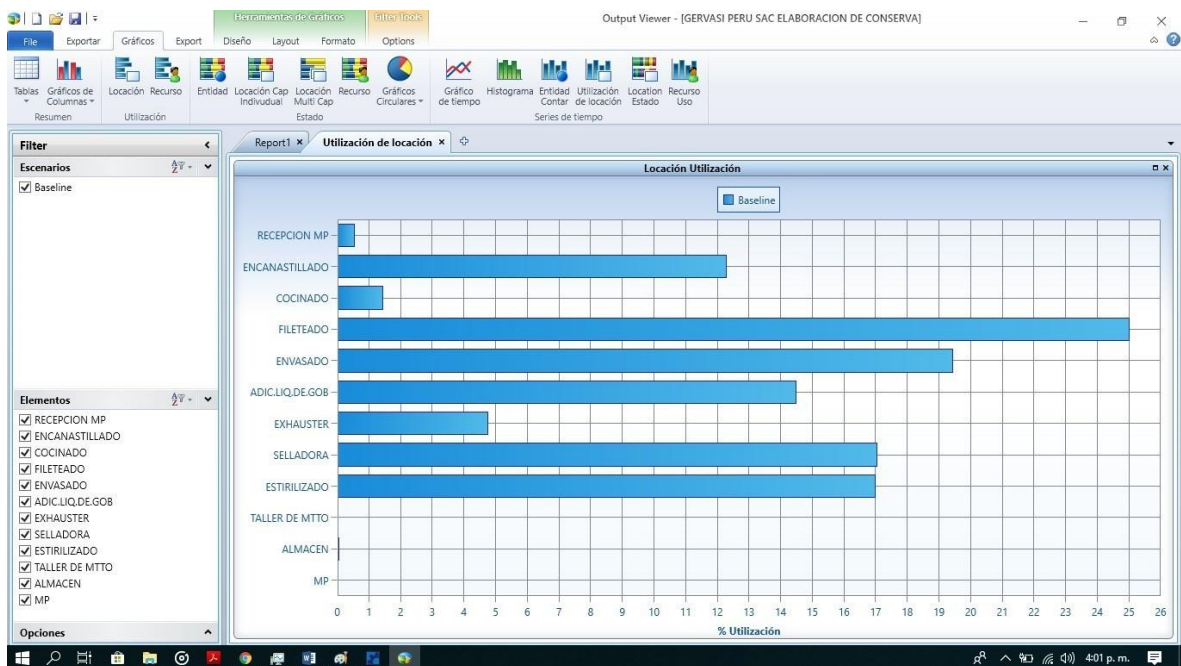 Herramientas de Gráficos
Filter Tools
Output Viewer - [GERVASI PERU SAC ELABORACION DE CONSERVA]
File
Exportar
Gráficos
Export
Diseño
Layout
Formato
Options
Tablas
Gráficos de Columnas
Locación
Recurso
Entidad
Locación Cap Indivudual
Locación Multi Cap
Recurso
Gráficos Circulares
Gráfico de tiempo
Histograma
Entidad Contar
Utilización de locación
Location Estado
Recurso Uso
Resumen
Utilización
Estado
Series de tiempo
Filter
Escenarios
Baseline
Elementos
RECEPCION MP
ENCANASTILLADO
COCINADO
FILETEADO
ENVASADO
ADIC.LIQ.DE.GOB
EXHAUSTER
SELLADORA
ESTIRILIZADO
TALLER DE MTTO
ALMACEN
MP
Opciones
Report1
Utilización de locación
Locación Utilización
Baseline
RECEPCION MP
ENCANASTILLADO
COCINADO
FILETEADO
ENVASADO
ADIC.LIQ.DE.GOB
EXHAUSTER
SELLADORA
ESTIRILIZADO
TALLER DE MTTO
ALMACEN
MP
0 1 2 3 4 5 6 7 8 9 10 11 12 13 14 15 16 17 18 19 20 21 22 23 24 25 26
% Utilización
4:01 p. m.